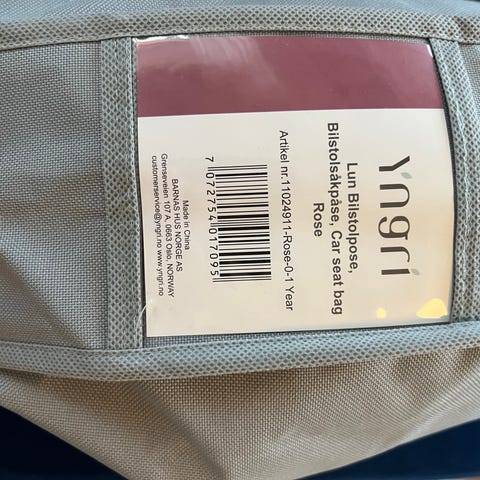 Yngri
Lun Bilstolpose,
Bilstolsåkpåse, Car seat bag
Rose
Artikel nr.11024911-Rose-0-1 Year
7 072754 017095
Made in China
BARNAS HUS NORGE AS
Grenseveien 107 A, 0663 Oslo, NORWAY
customerservice@yngri.no www.yngri.no